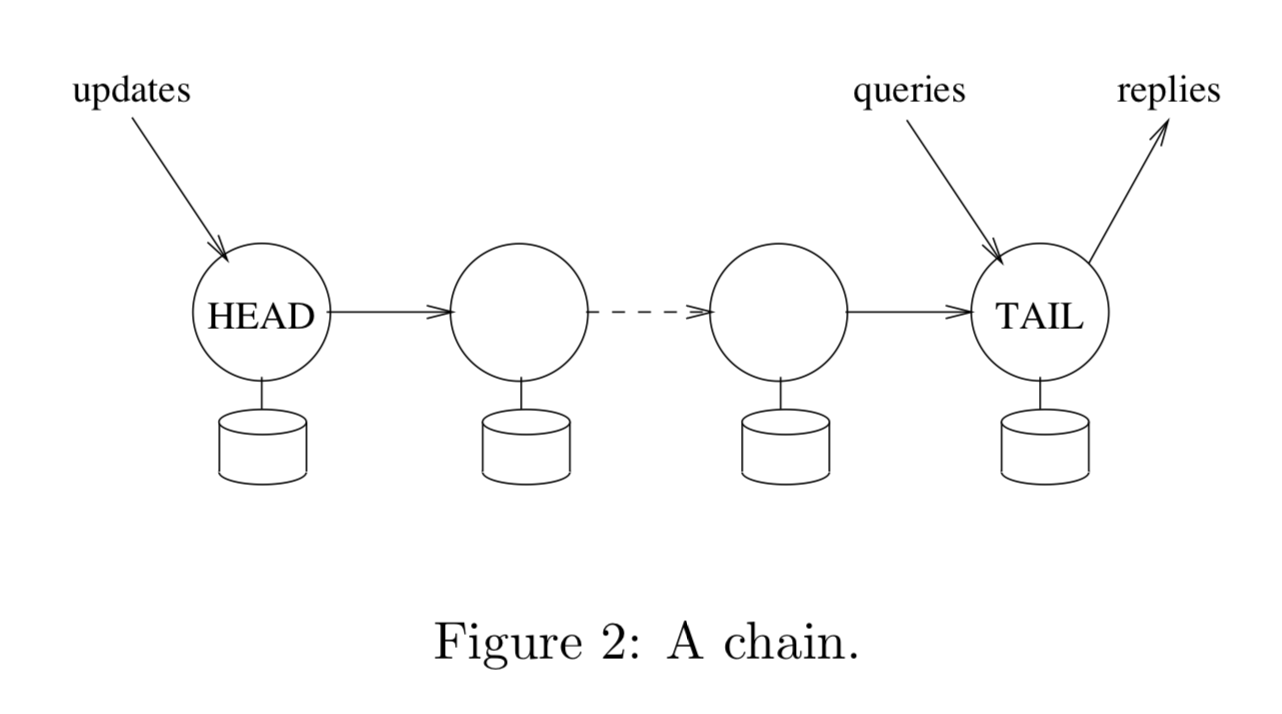 updates
queries
replies
HEAD
TAIL
Figure 2: A chain.